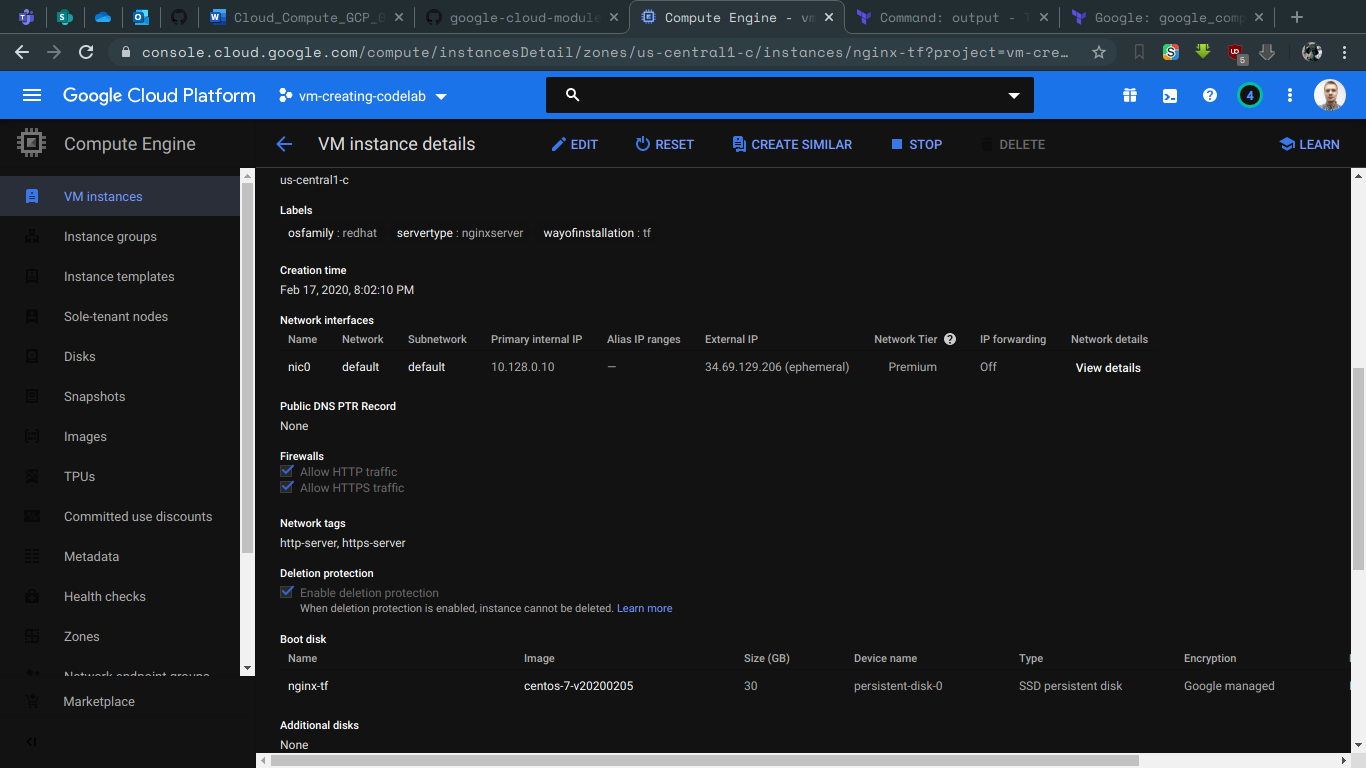 Cloud_Compute_GCP_
google-cloud-module
Compute Engine - vm
Command: output - T
Google: google_comp
console.cloud.google.com/compute/instancesDetail/zones/us-central1-c/instances/nginx-tf?project=vm-cre...
5
Google Cloud Platform
vm-creating-codelab
4
Compute Engine
VM instance details
EDIT
RESET
CREATE SIMILAR
STOP
DELETE
LEARN
VM instances
Instance groups
Instance templates
Sole-tenant nodes
Disks
Snapshots
Images
TPUs
Committed use discounts
Metadata
Health checks
Zones
Network endpoint groups
Marketplace
us-central1-c
Labels
osfamily : redhat servertype : nginxserver wayofinstallation : tf
Creation time
Feb 17, 2020, 8:02:10 PM
Network interfaces
Name Network Subnetwork Primary internal IP Alias IP ranges External IP Network Tier IP forwarding Network details
nic0 default default 10.128.0.10 — 34.69.129.206 (ephemeral) Premium Off View details
Public DNS PTR Record
None
Firewalls
Allow HTTP traffic
Allow HTTPS traffic
Network tags
http-server, https-server
Deletion protection
Enable deletion protection
When deletion protection is enabled, instance cannot be deleted. Learn more
Boot disk
Name Image Size (GB) Device name Type Encryption
nginx-tf centos-7-v20200205 30 persistent-disk-0 SSD persistent disk Google managed
Additional disks
None